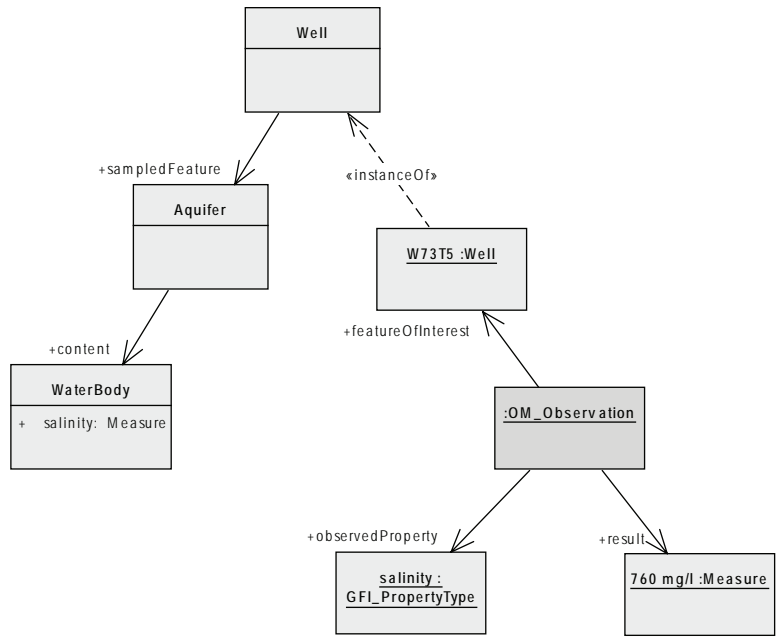 Well
+sampledFeature
«instanceOf»
Aquifer
W73T5 :Well
+featureOfInterest
+content
WaterBody
+ salinity: Measure
:OM_Observation
+observedProperty
+result
salinity :
GFI_PropertyType
760 mg/l :Measure